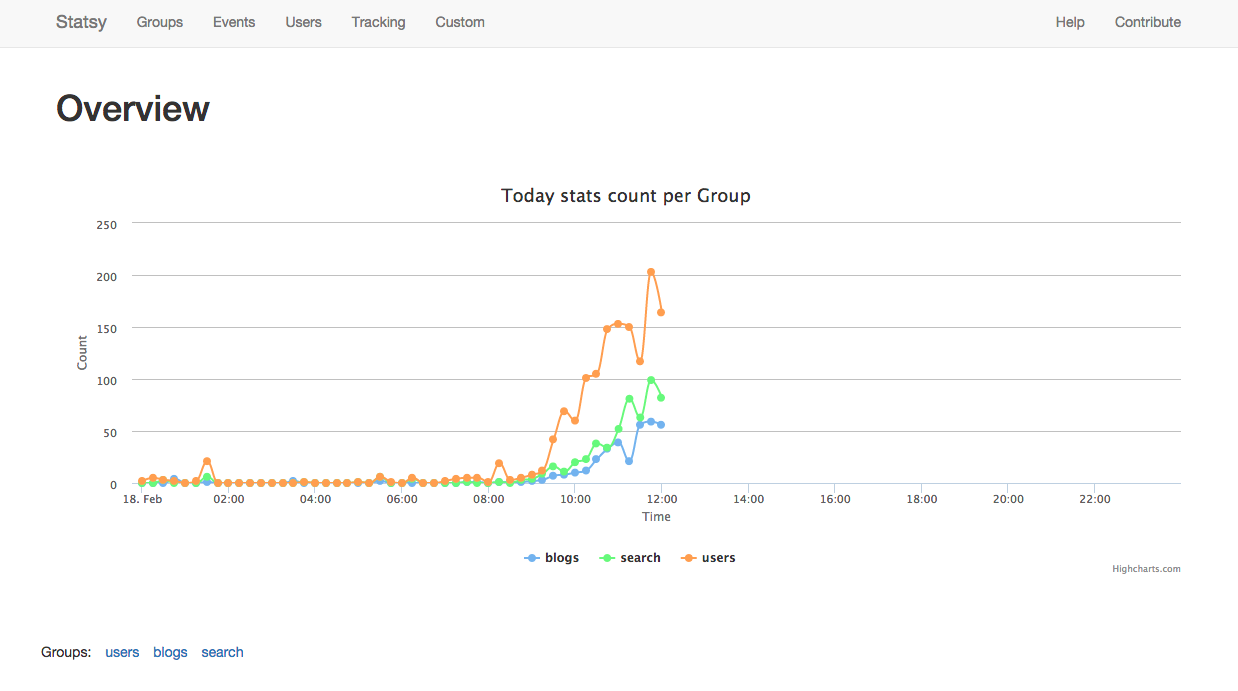 Statsy Groups Events Users Tracking Custom Help Contribute
Overview
Today stats count per Group
250
200
150
100
50
0
Count
18. Feb 02:00 04:00 06:00 08:00 10:00 12:00 14:00 16:00 18:00 20:00 22:00
Time
blogs search users
Highcharts.com
Groups: users blogs search